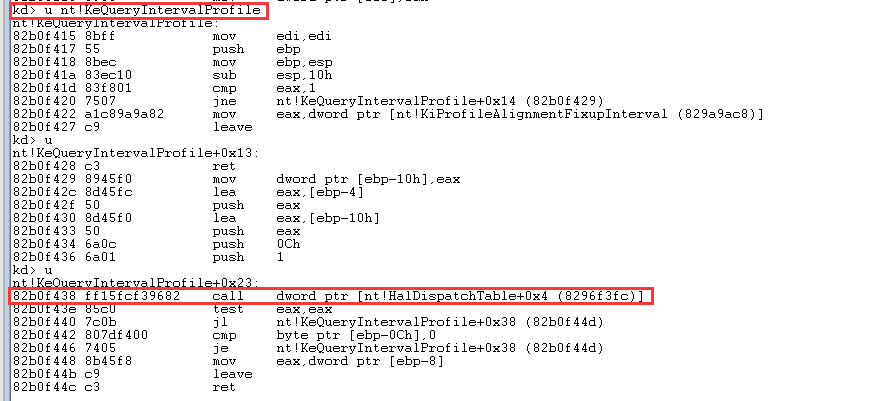 kd> u nt!KeQueryIntervalProfile
nt!KeQueryIntervalProfile:
82b0f415 8bff mov edi,edi
82b0f417 55 push ebp
82b0f418 8bec mov ebp,esp
82b0f41a 83ec10 sub esp,10h
82b0f41d 83f801 cmp eax,1
82b0f420 7507 jne nt!KeQueryIntervalProfile+0x14 (82b0f429)
82b0f422 a1c89a9a82 mov eax,dword ptr [nt!KiProfileAlignmentFixupInterval (829a9ac8)]
82b0f427 c9 leave
kd> u
nt!KeQueryIntervalProfile+0x13:
82b0f428 c3 ret
82b0f429 8945f0 mov dword ptr [ebp-10h],eax
82b0f42c 8d45fc lea eax,[ebp-4]
82b0f42f 50 push eax
82b0f430 8d45f0 lea eax,[ebp-10h]
82b0f433 50 push eax
82b0f434 6a0c push 0Ch
82b0f436 6a01 push 1
kd> u
nt!KeQueryIntervalProfile+0x23:
82b0f438 ff15fcf39682 call dword ptr [nt!HalDispatchTable+0x4 (8296f3fc)]
82b0f43e 85c0 test eax,eax
82b0f440 7c0b jl nt!KeQueryIntervalProfile+0x38 (82b0f44d)
82b0f442 807df400 cmp byte ptr [ebp-0Ch],0
82b0f446 7405 je nt!KeQueryIntervalProfile+0x38 (82b0f44d)
82b0f448 8b45f8 mov eax,dword ptr [ebp-8]
82b0f44b c9 leave
82b0f44c c3 ret